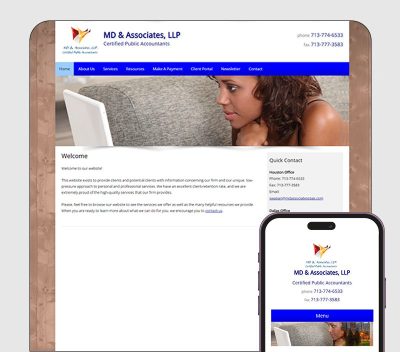 MD & Associates, LLP
Certified Public Accountants
phone 713-774-6533
fax 713-777-3583
MD & Associates, LLP
Certified Public Accountants
Home About Us Services Resources Make A Payment Client Portal Newsletter Contact
Welcome
Welcome to our website!
This website exists to provide clients and potential clients with information concerning our firm and our unique, low-
pressure approach to personal and professional services. We have an excellent client retention rate, and we are
extremely proud of the high-quality services that our firm provides.
Please, feel free to browse our website to see the services we offer as well as the many helpful resources we provide.
When you are ready to learn more about what we can do for you, we encourage you to contact us.
Quick Contact
Houston Office
Phone: 713-774-6533
Fax: 713-777-3583
Email:
Dallas Office
MD & Associates, LLP
Certified Public Accountants
MD & Associates, LLP
Certified Public Accountants
phone 713-774-6533
fax 713-777-3583
Menu